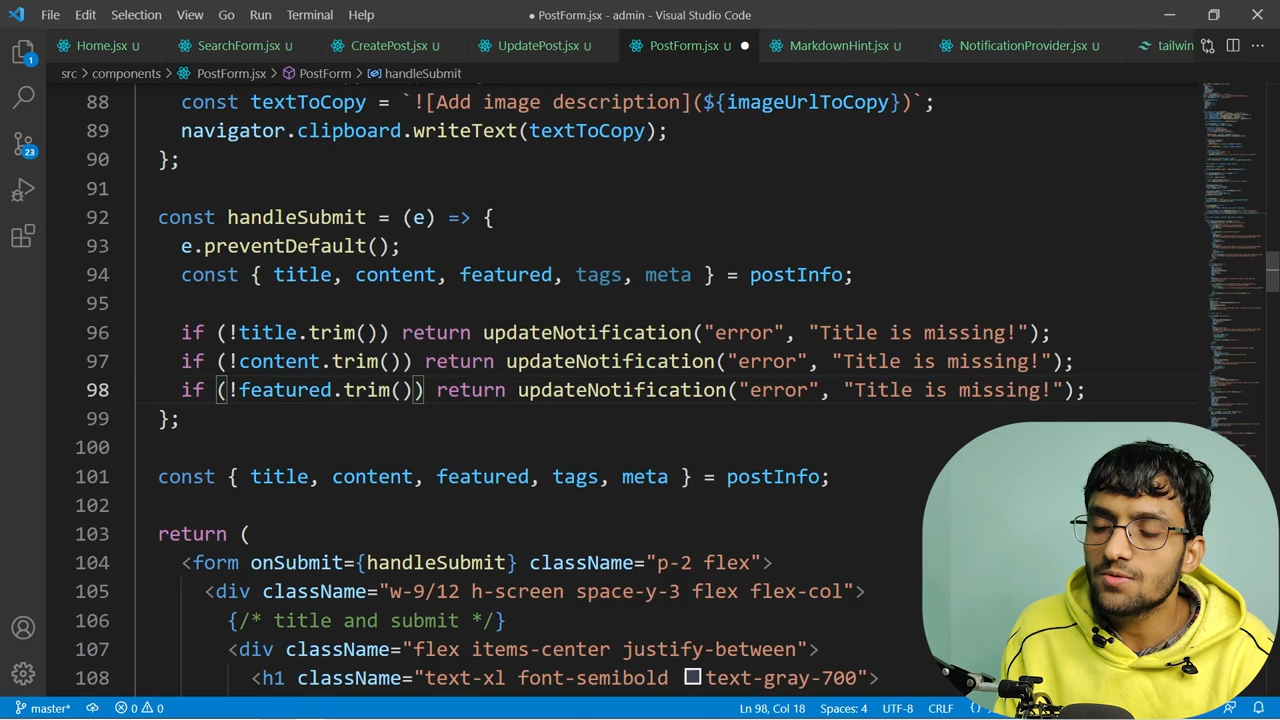 File Edit Selection View Go Run Terminal Help ● PostForm.jsx - admin - Visual Studio Code
Home.jsx U SearchForm.jsx U CreatePost.jsx U UpdatePost.jsx U PostForm.jsx U MarkdownHint.jsx U NotificationProvider.jsx U tailwin
src > components > PostForm.jsx > PostForm > handleSubmit
88 const textToCopy = `![Add image description](${imageUrlToCopy})`;
89 navigator.clipboard.writeText(textToCopy);
90 };
91
92 const handleSubmit = (e) => {
93 e.preventDefault();
94 const { title, content, featured, tags, meta } = postInfo;
95
96 if (!title.trim()) return updateNotification("error", "Title is missing!");
97 if (!content.trim()) return updateNotification("error", "Title is missing!");
98 if (!featured.trim()) return updateNotification("error", "Title is missing!");
99 };
100
101 const { title, content, featured, tags, meta } = postInfo;
102
103 return (
104 <form onSubmit={handleSubmit} className="p-2 flex">
105 <div className="w-9/12 h-screen space-y-3 flex flex-col">
106 {/* title and submit */}
107 <div className="flex items-center justify-between">
108 <h1 className="text-xl font-semibold text-gray-700">
1
23
master* 0 0 Ln 98, Col 18 Spaces: 4 UTF-8 CRLF { }